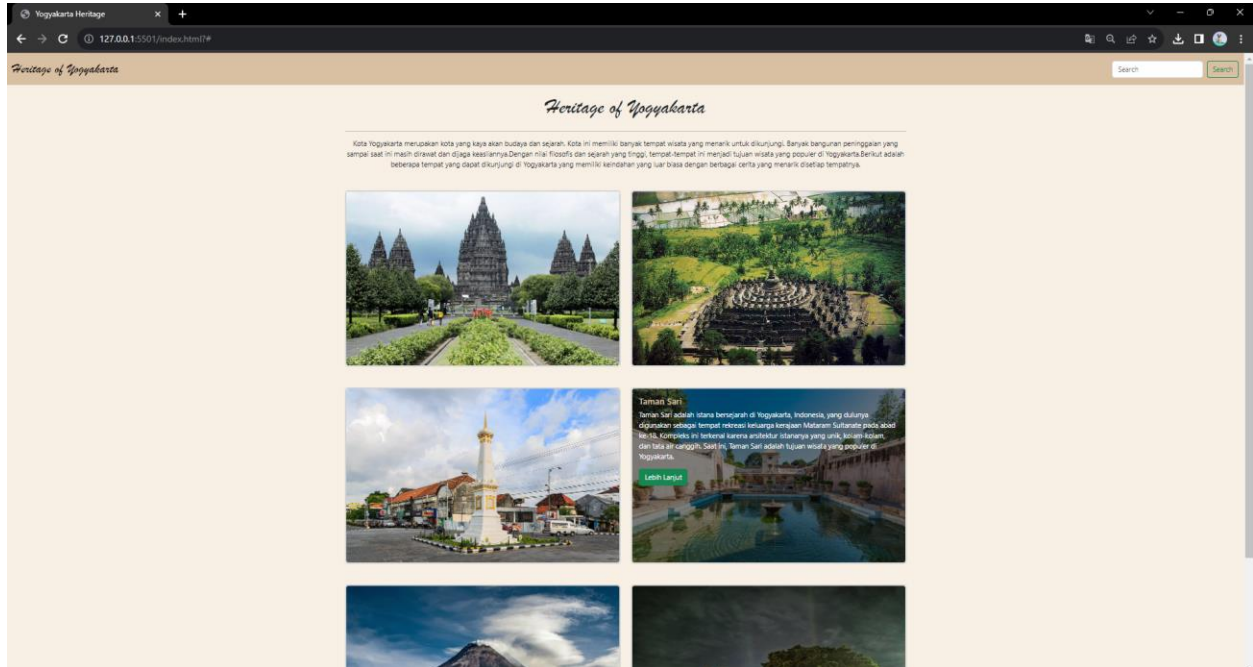 Yogyakarta Heritage
127.0.0.1:5501/index.html?#
Heritage of Yogyakarta
Search
Search
Heritage of Yogyakarta
Kota Yogyakarta merupakan kota yang kaya akan budaya dan sejarah. Kota ini memiliki banyak tempat wisata yang menarik untuk dikunjungi. Banyak bangunan peninggalan yang
sampai saat ini masih dirawat dan dijaga keasliannya.Dengan nilai filosofis dan sejarah yang tinggi, tempat-tempat ini menjadi tujuan wisata yang populer di Yogyakarta.Berikut adalah
beberapa tempat yang dapat dikunjungi di Yogyakarta yang memiliki keindahan yang luar biasa dengan berbagai cerita yang menarik disetiap tempatnya.
Taman Sari
Taman Sari adalah istana bersejarah di Yogyakarta, Indonesia, yang dulunya
digunakan sebagai tempat rekreasi keluarga kerajaan Mataram Sultanate pada abad
ke-18. Kompleks ini terkenal karena arsitektur istananya yang unik, kolam-kolam,
dan tata air canggih. Saat ini, Taman Sari adalah tujuan wisata yang populer di
Yogyakarta.
Lebih Lanjut